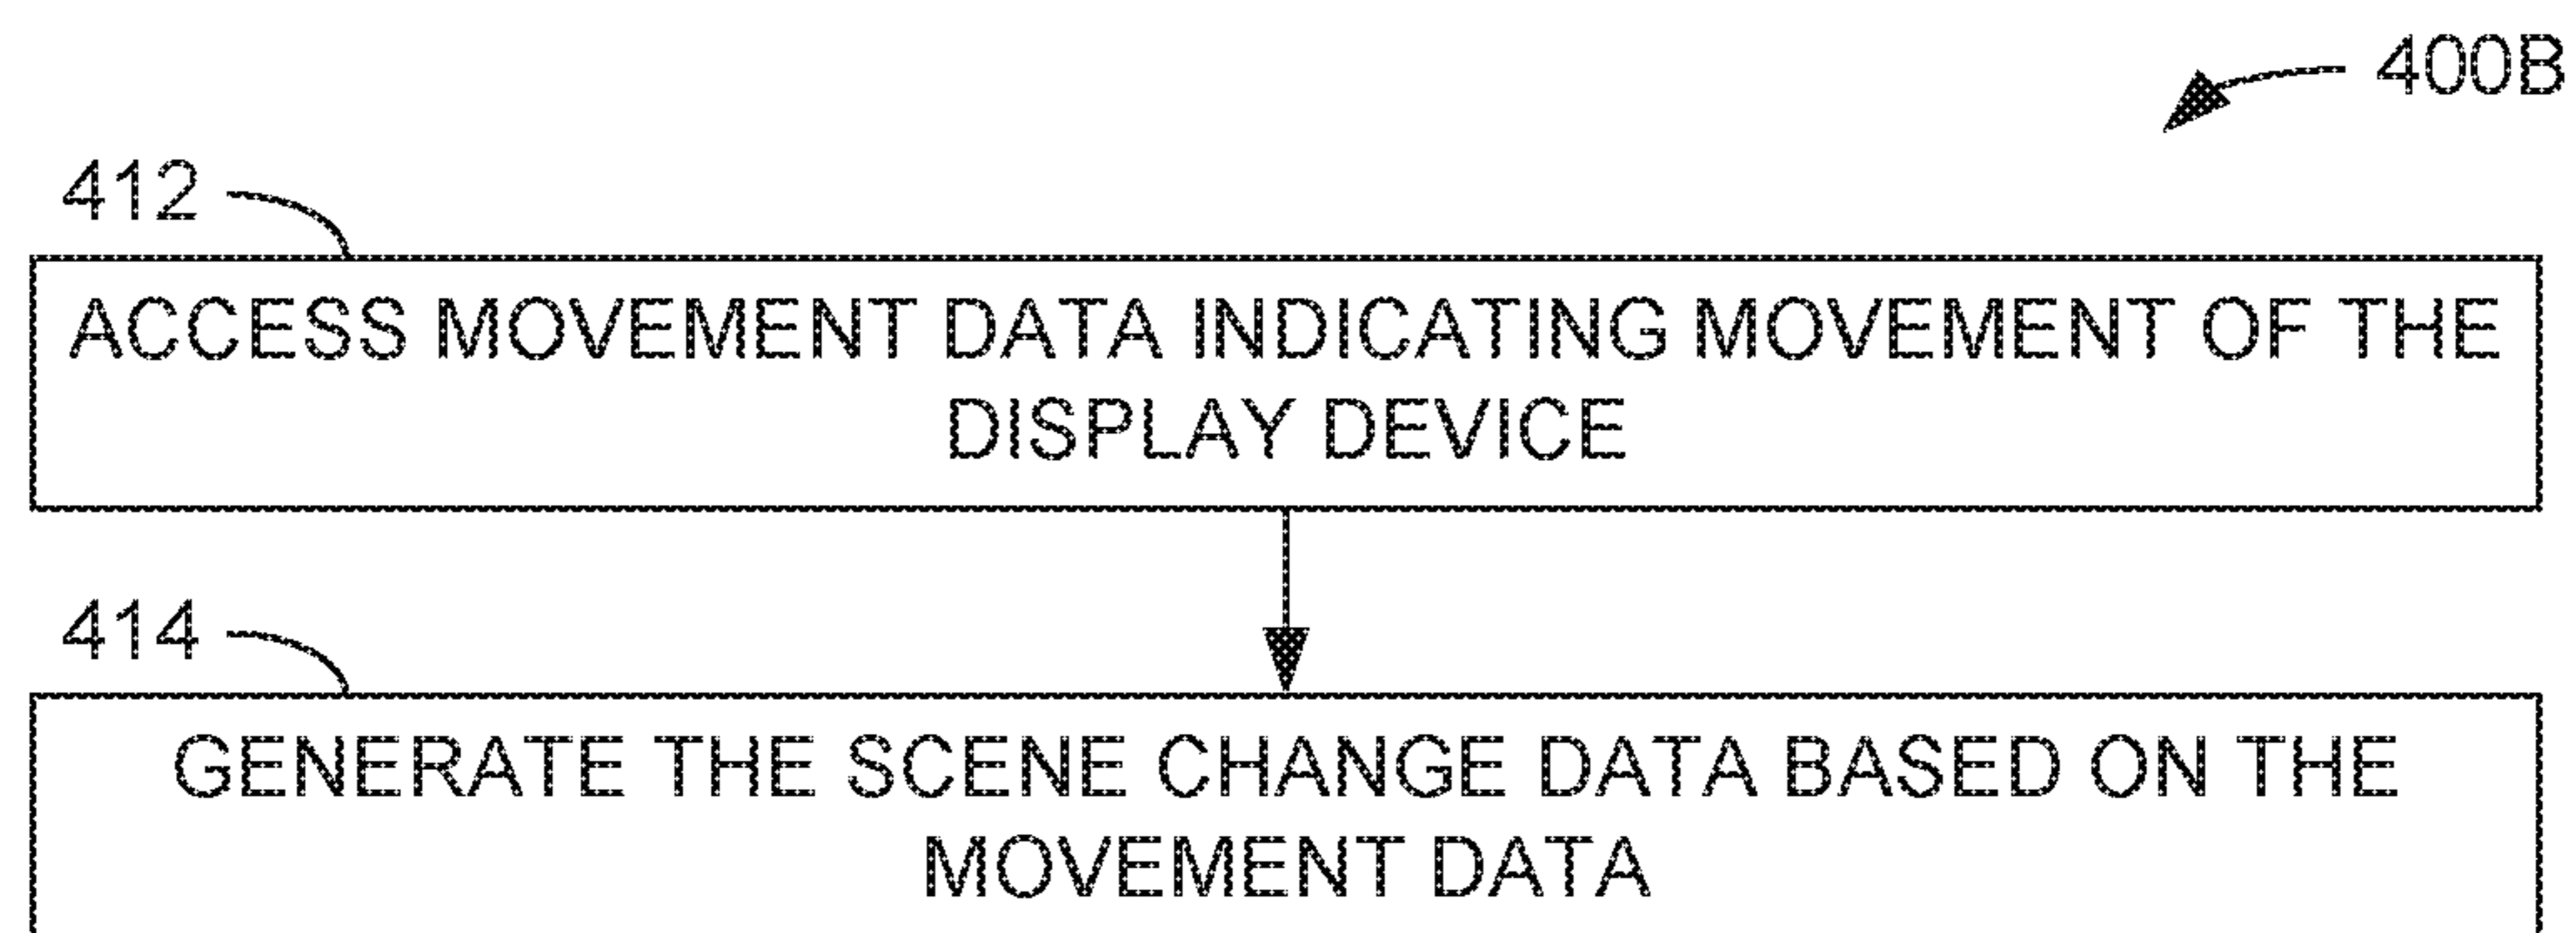 400B
412
ACCESS MOVEMENT DATA INDICATING MOVEMENT OF THE
DISPLAY DEVICE
414
GENERATE THE SCENE CHANGE DATA BASED ON THE
MOVEMENT DATA